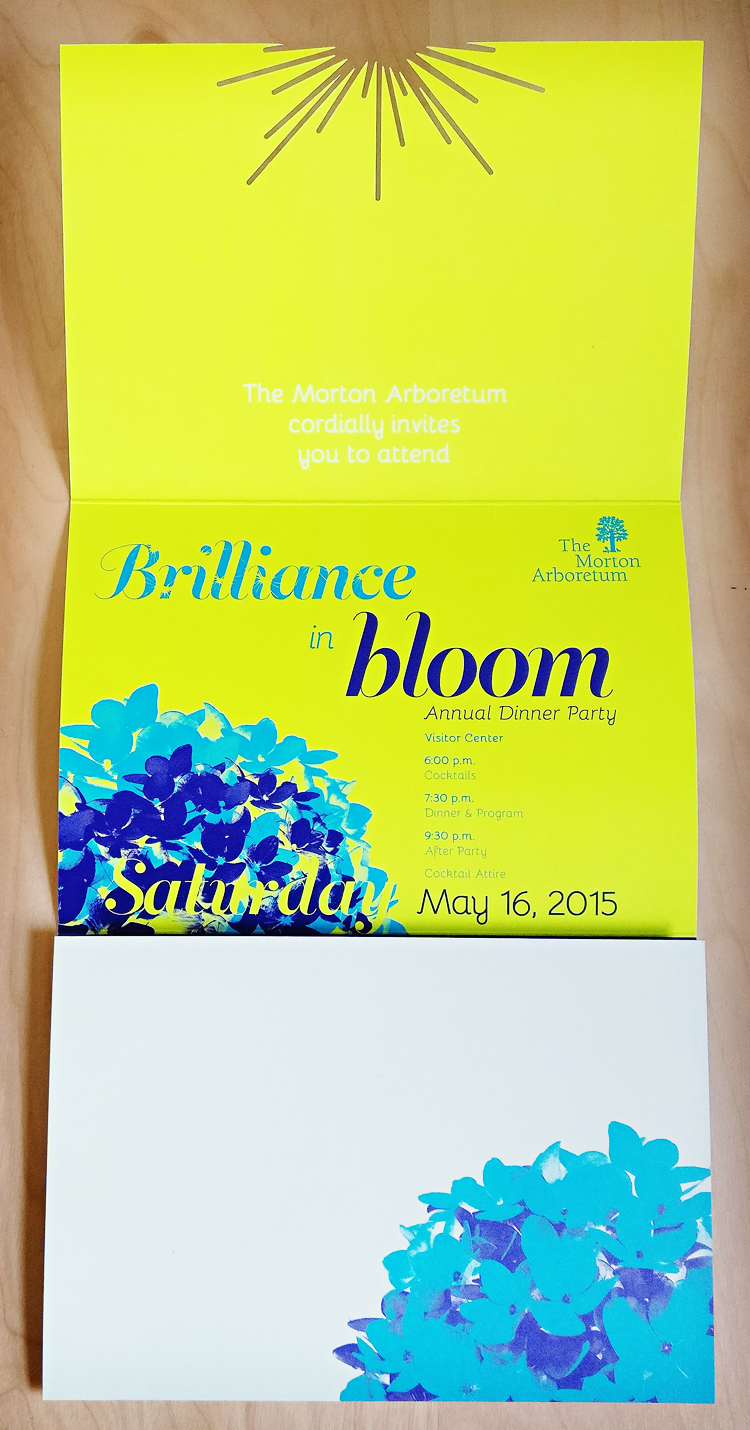 The Morton Arboretum
cordially invites
you to attend
Brilliance
in
bloom
The
Morton
Arboretum
Annual Dinner Party
Visitor Center
6:00 p.m.
Cocktails
7:30 p.m.
Dinner & Program
9:30 p.m.
After Party
Cocktail Attire
Saturday May 16, 2015